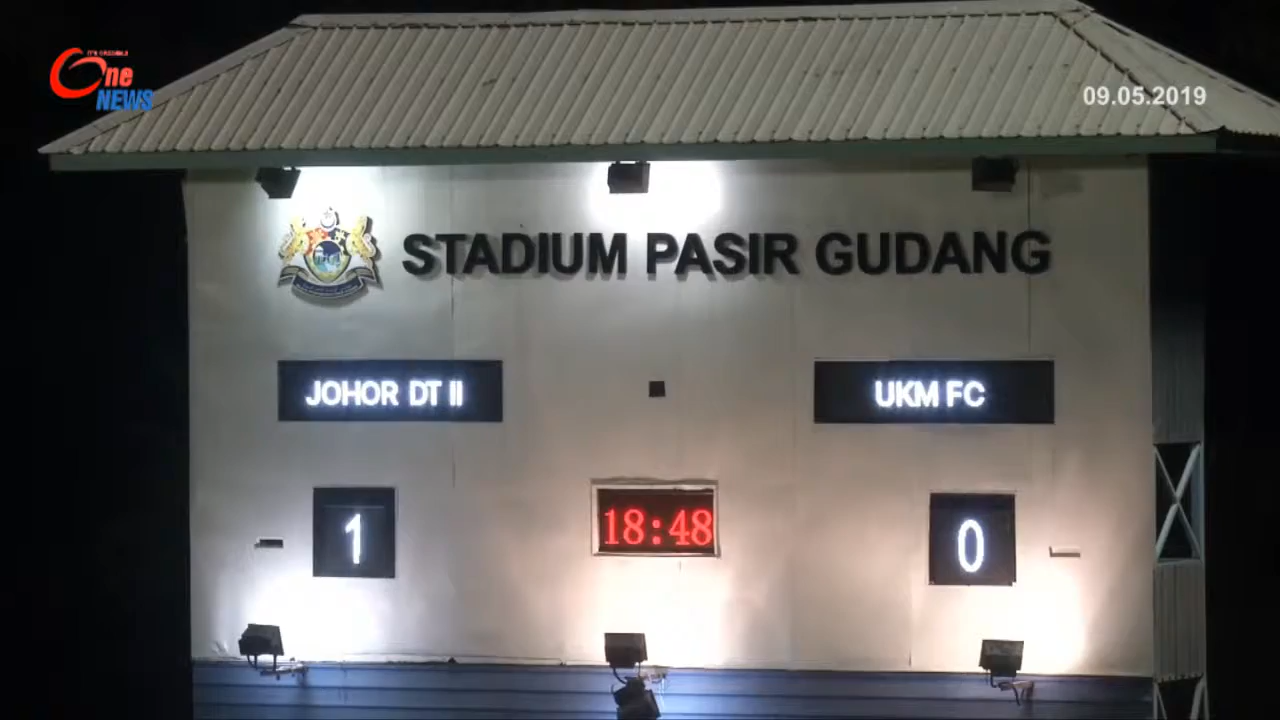 One
NEWS
09.05.2019
STADIUM PASIR GUDANG
JOHOR DT II
UKM FC
1
18:48
0